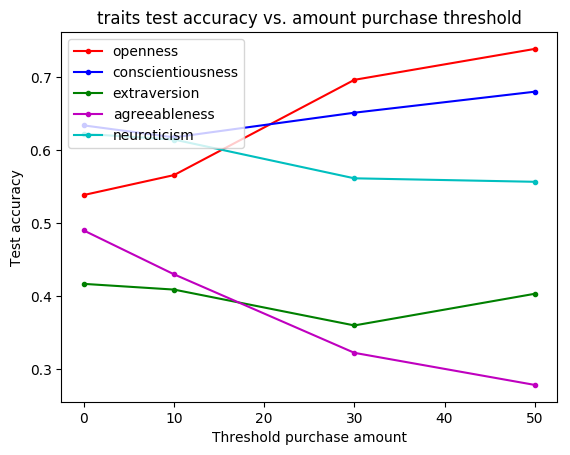 traits test accuracy vs. amount purchase threshold
openness
conscientiousness
extraversion
agreeableness
neuroticism
0.7
0.6
0.5
0.4
0.3
Test accuracy
0 10 20 30 40 50
Threshold purchase amount